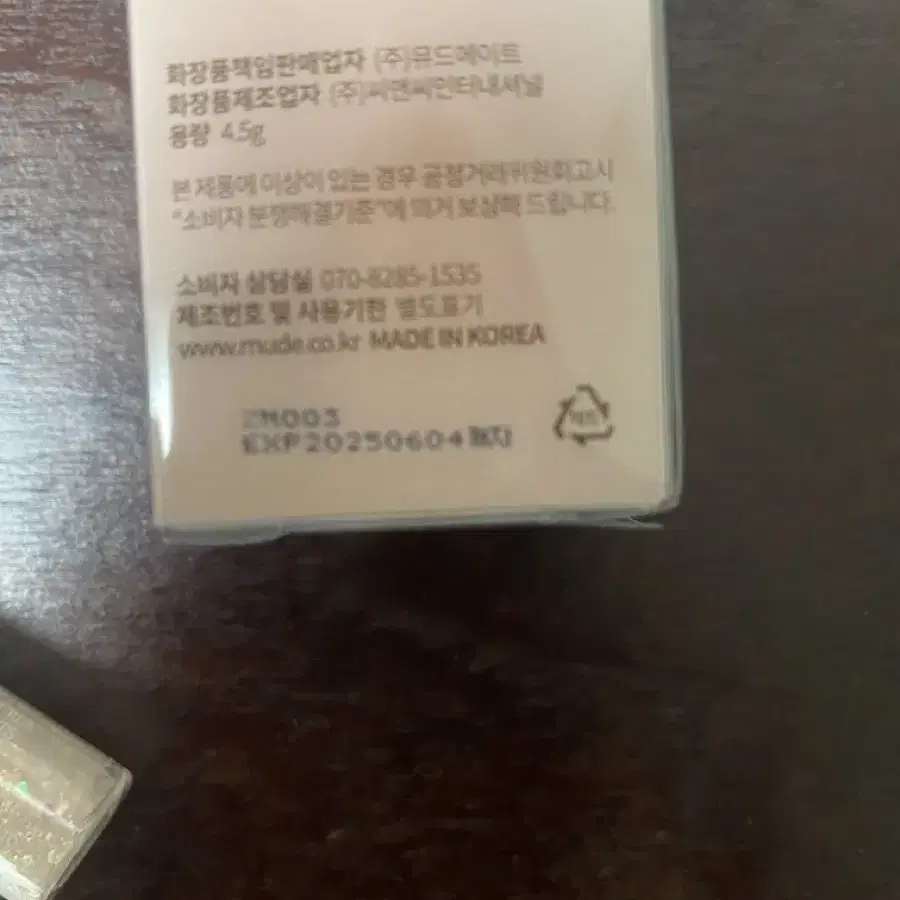 화장품책임판매업자 (주)뮤드메이트
화장품제조업자 (주)씨앤씨인터내셔널
용량 4.5g
본 제품에 이상이 있는 경우 공정거래위원회고시
"소비자 분쟁해결기준"에 의거 보상해 드립니다.
소비자 상담실 070-8285-1535
제조번호 및 사용기한 별도표기
www.mude.co.kr MADE IN KOREA
2M003
EXP20250604까지